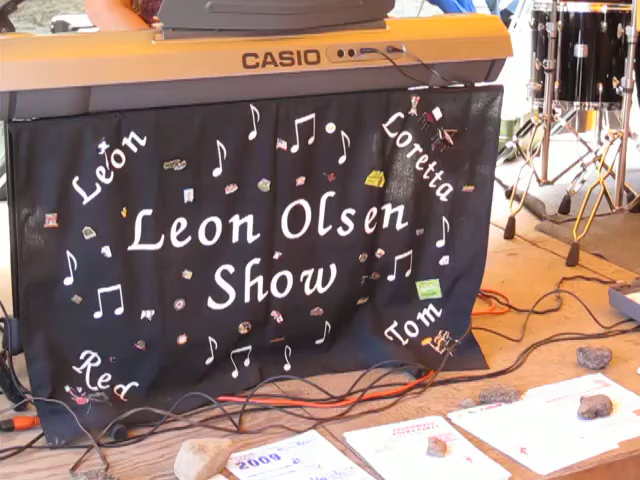 CASIO
Leon
Loretta
Leon Olsen
Show
Red
Tom
2009